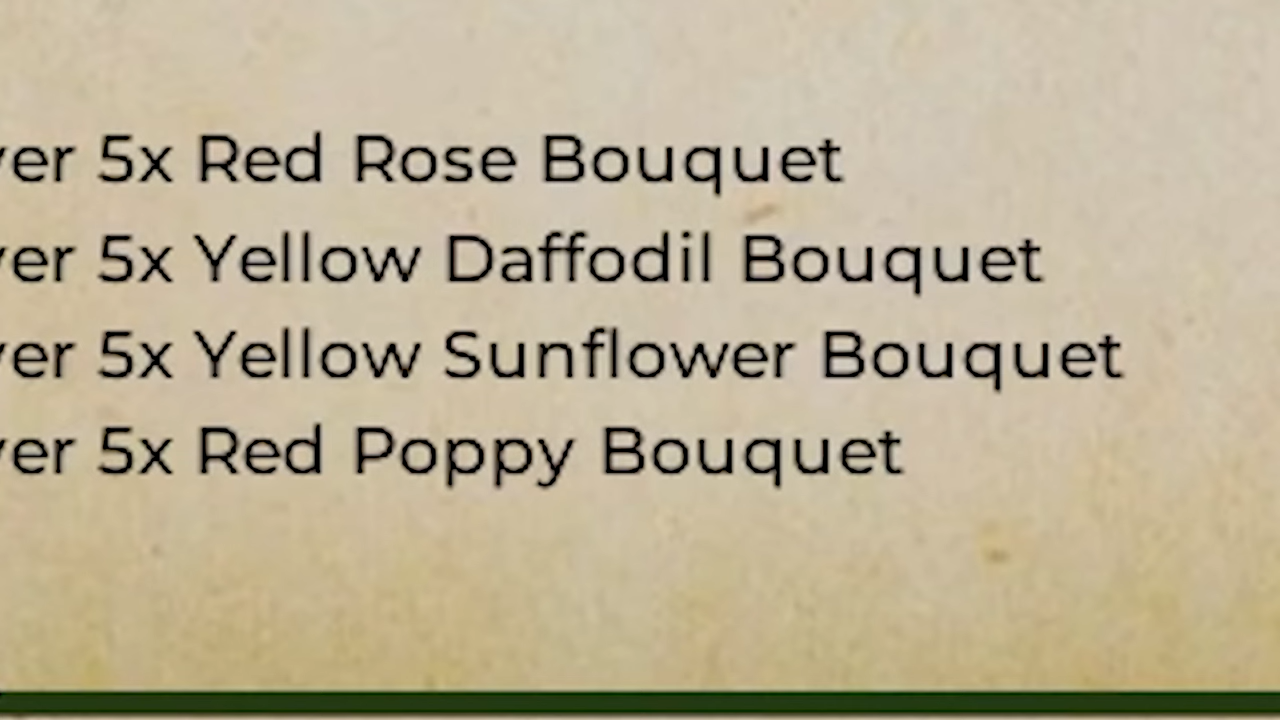 ver 5x Red Rose Bouquet
ver 5x Yellow Daffodil Bouquet
ver 5x Yellow Sunflower Bouquet
ver 5x Red Poppy Bouquet